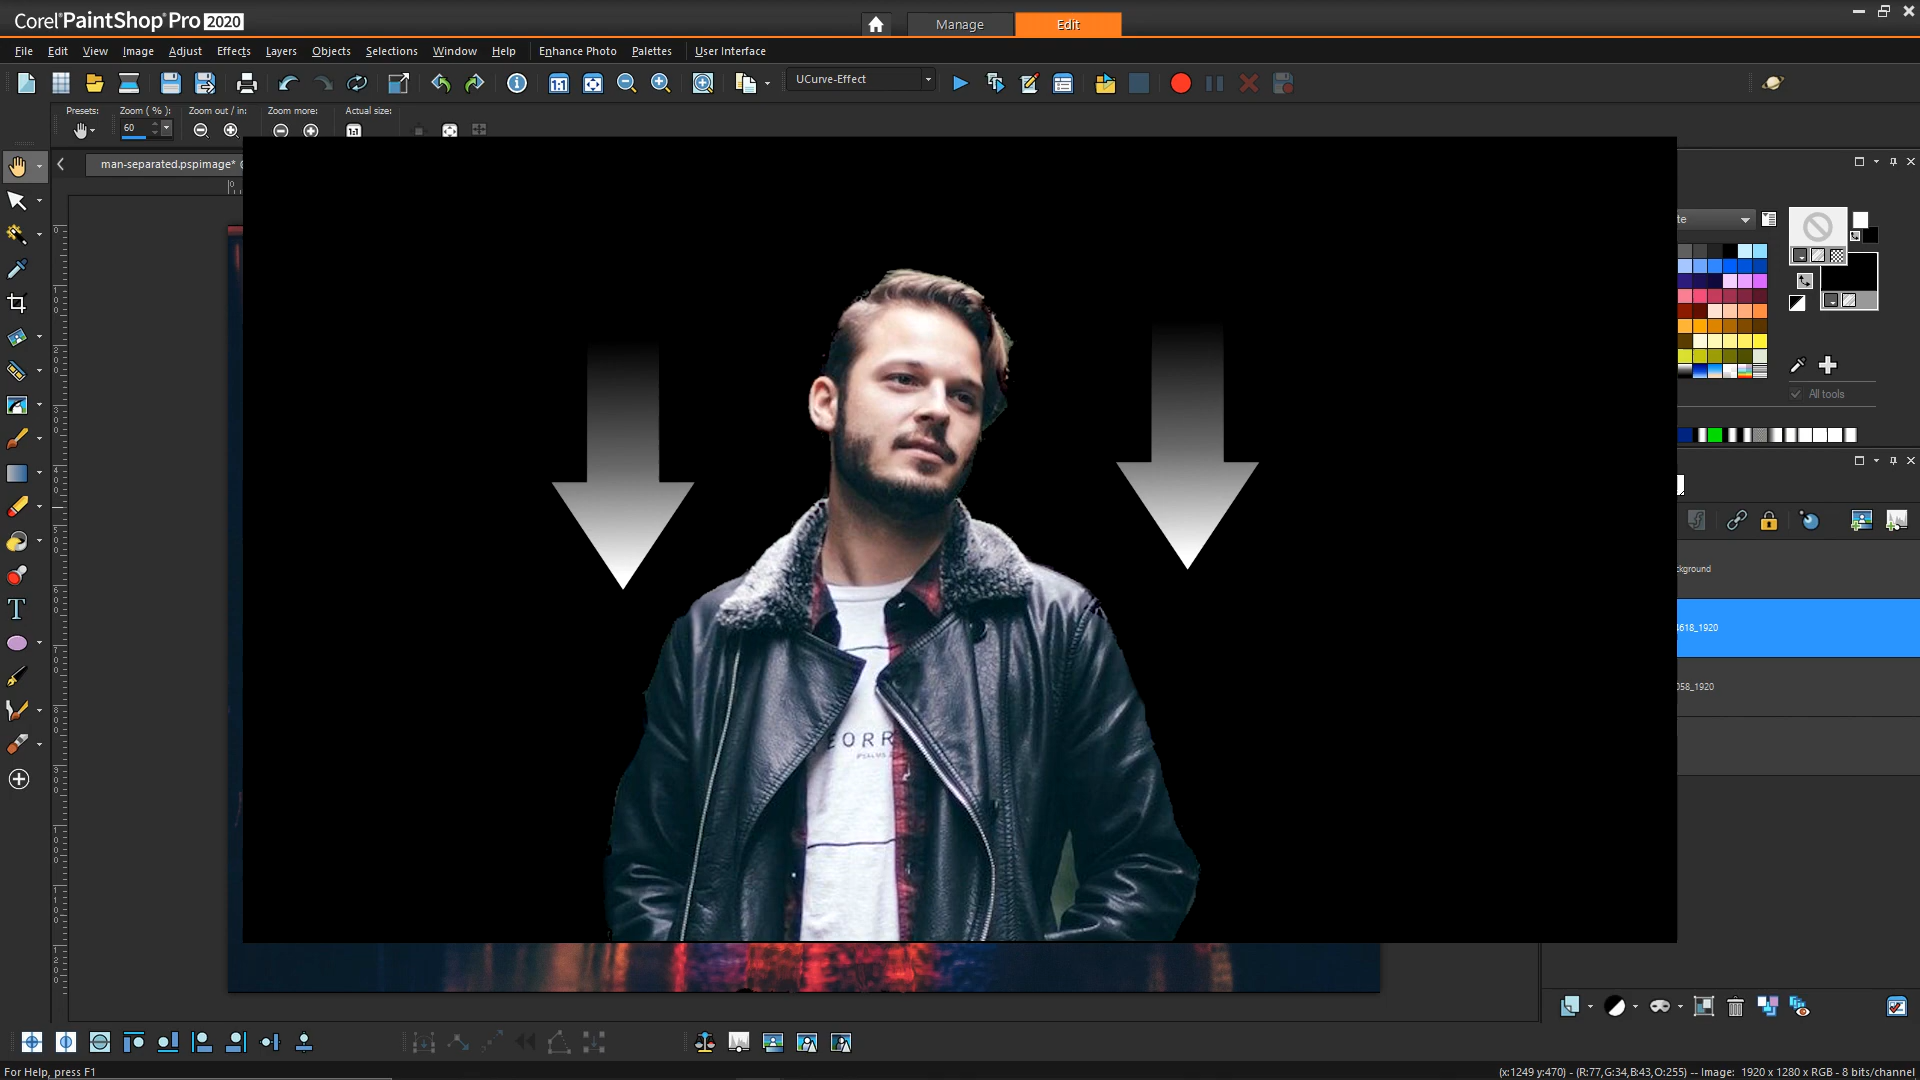 Corel PaintShop Pro 2020
Manage
Edit
File Edit View Image Adjust Effects Layers Objects Selections Window Help Enhance Photo Palettes User Interface
UCurve-Effect
Presets: Zoom ( % ): Zoom out / in: Zoom more: Actual size:
60
man-separated.pspimage*
All tools
ckground
618_1920
058_1920
EORR
For Help, press F1
(x:1249 y:470) - (R:77,G:34,B:43,O:255) -- Image: 1920 x 1280 x RGB - 8 bits/channel